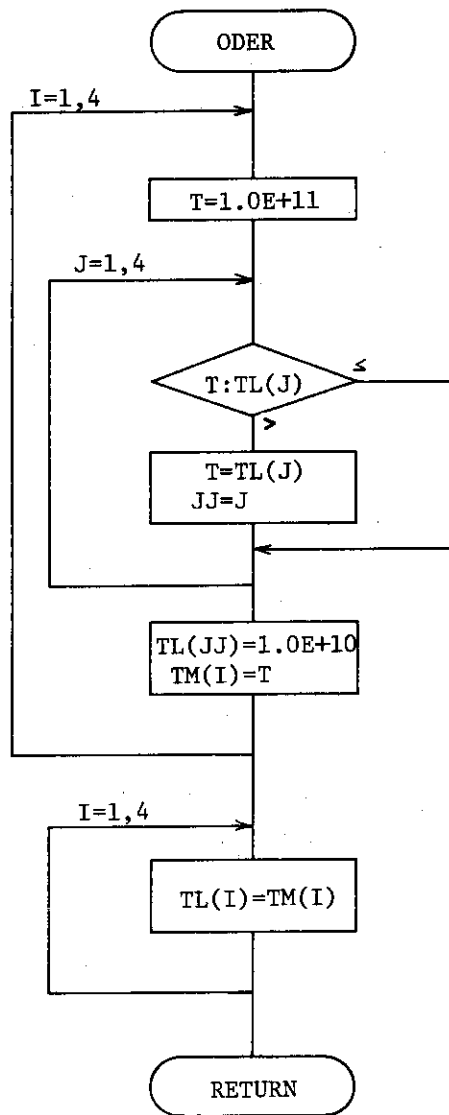 ODER
I=1,4
T=1.0E+11
J=1,4
T:TL(J)
≤
>
T=TL(J)
JJ=J
TL(JJ)=1.0E+10
TM(I)=T
I=1,4
TL(I)=TM(I)
RETURN